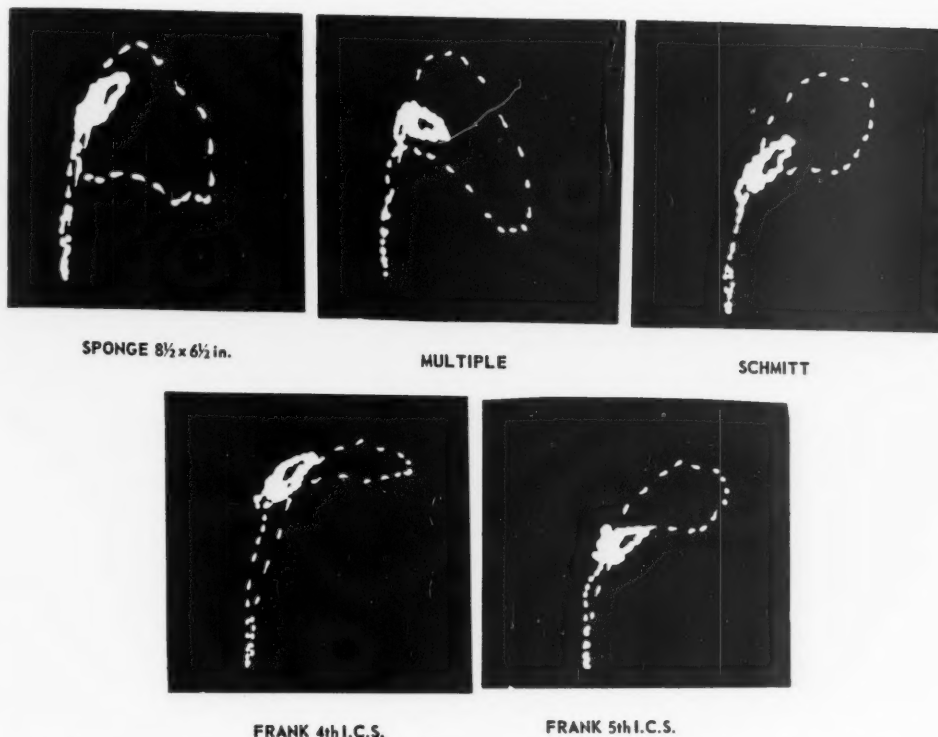 SPONGE 8½ x 6½ in.
MULTIPLE
SCHMITT
FRANK 4th I.C.S.
FRANK 5th I.C.S.